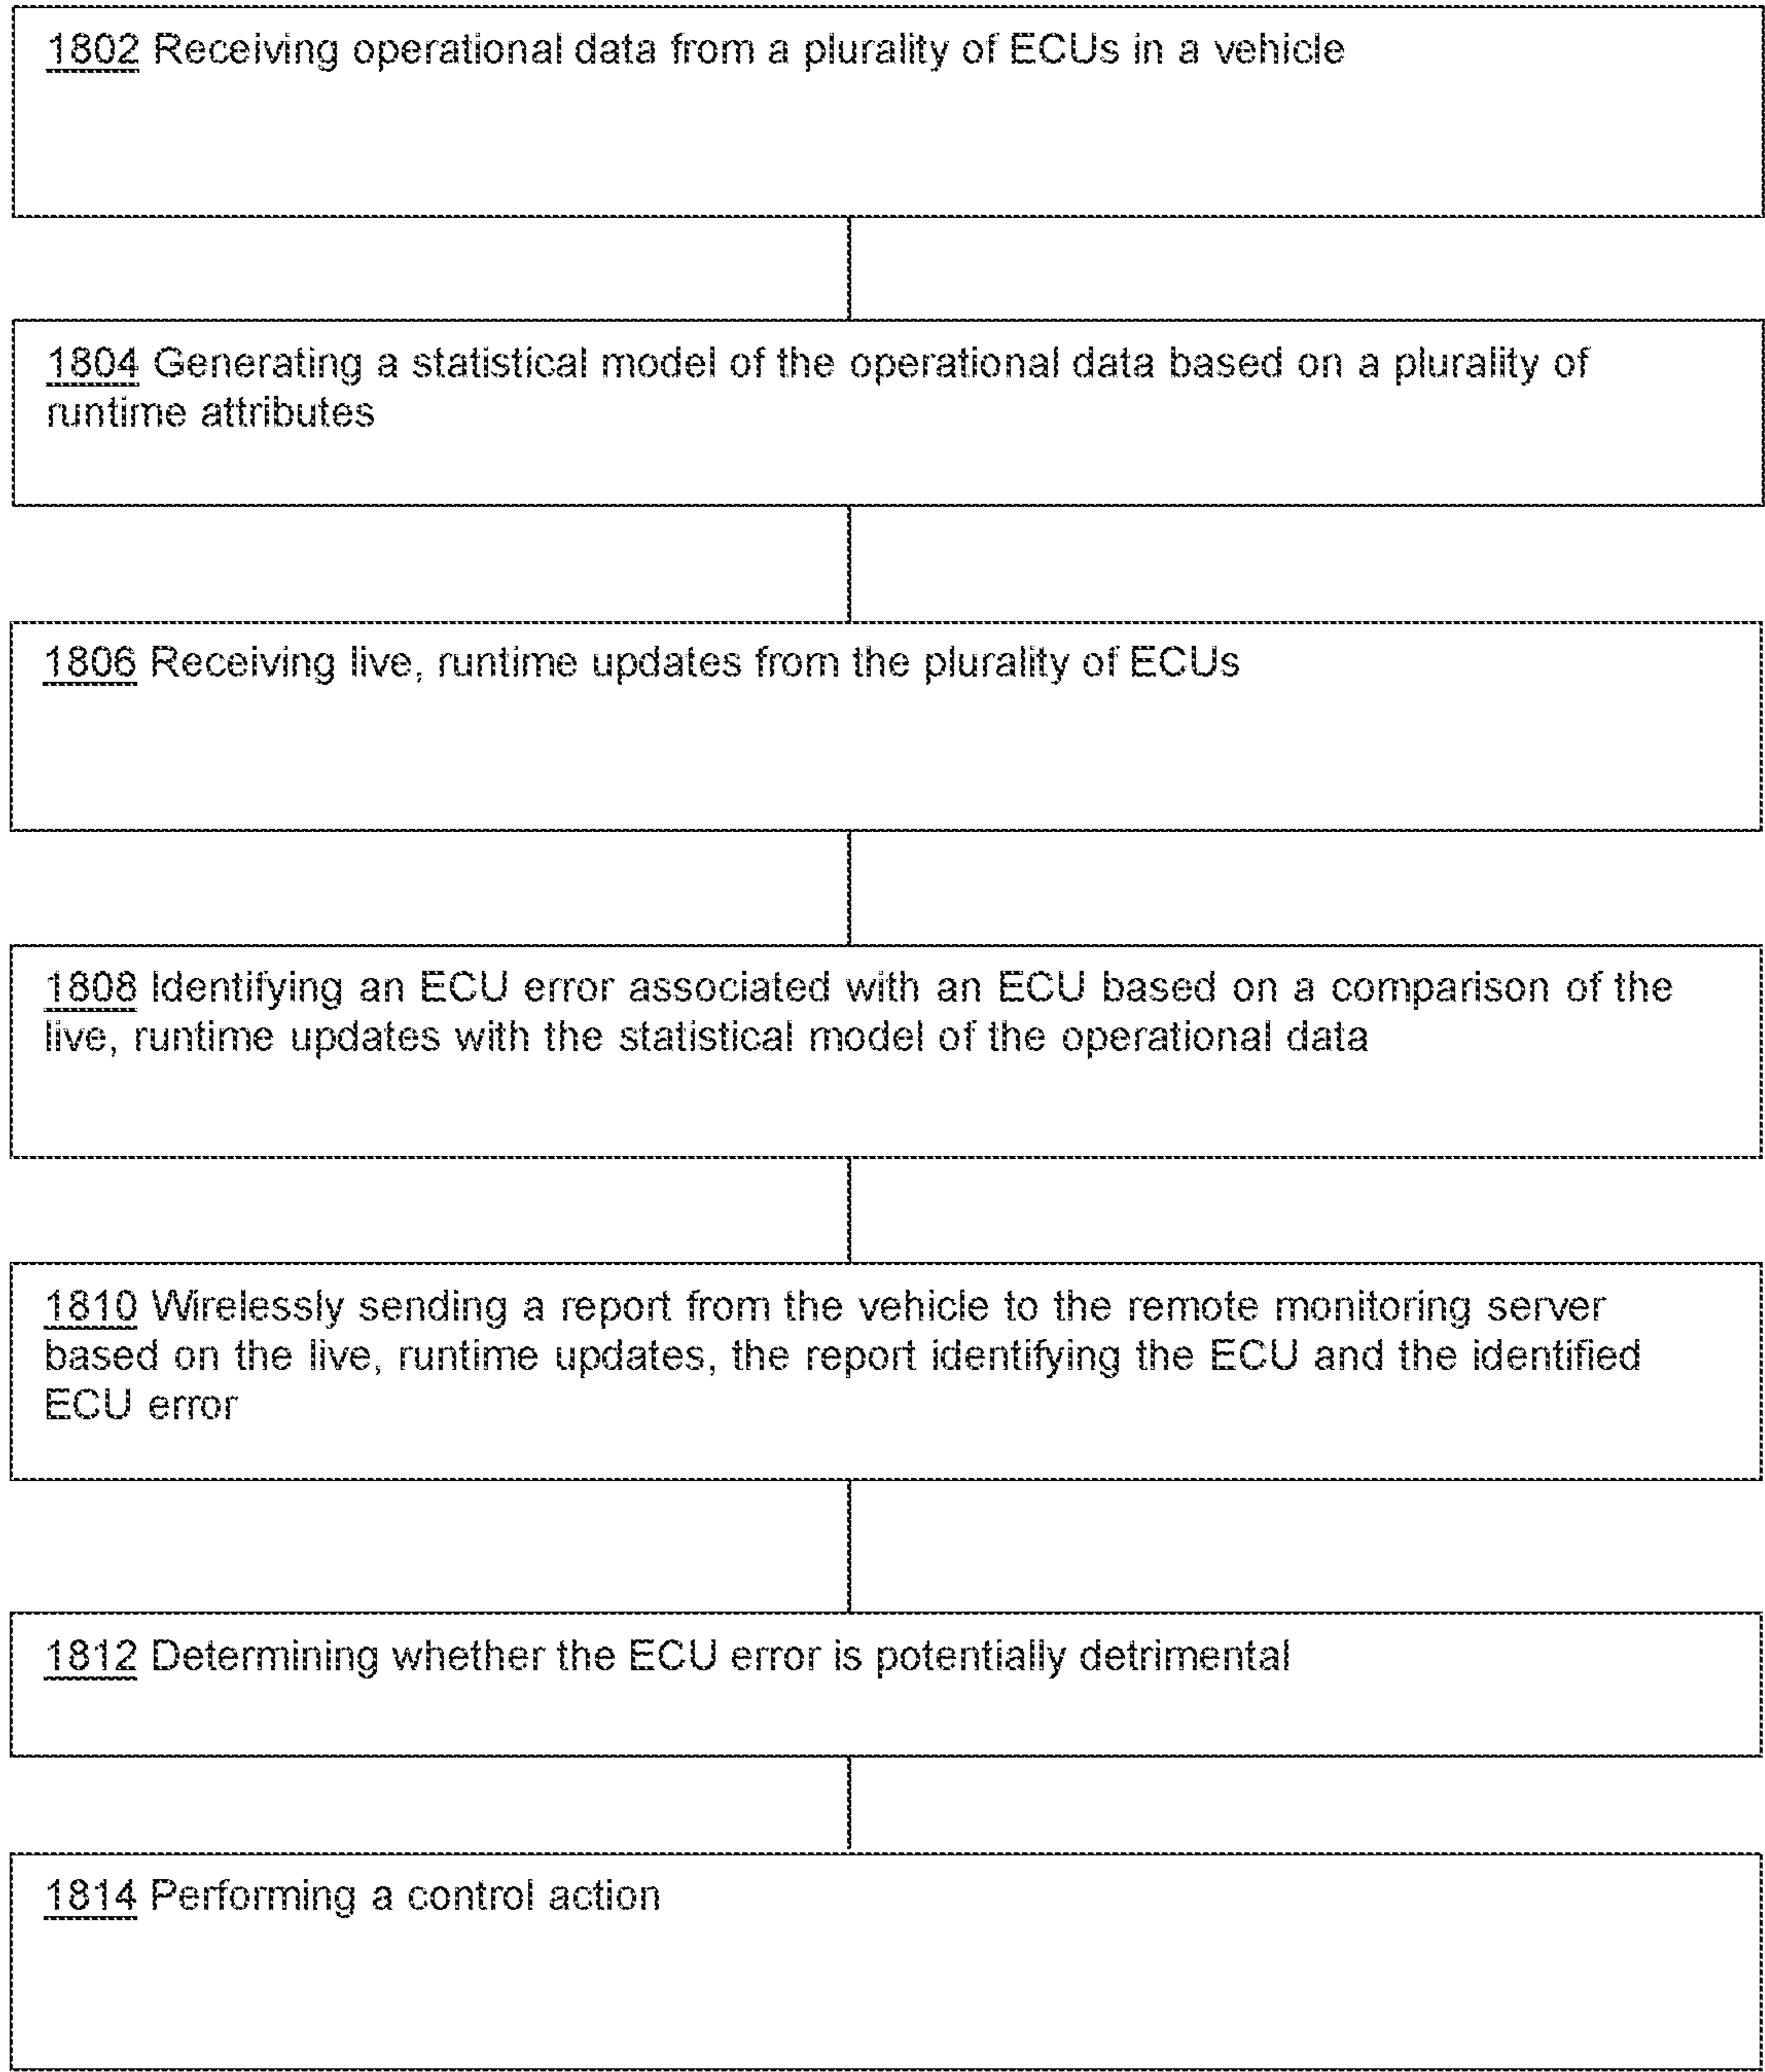 1802 Receiving operational data from a plurality of ECUs in a vehicle
1804 Generating a statistical model of the operational data based on a plurality of
runtime attributes
1806 Receiving live, runtime updates from the plurality of ECUs
1808 Identifying an ECU error associated with an ECU based on a comparison of the
live, runtime updates with the statistical model of the operational data
1810 Wirelessly sending a report from the vehicle to the remote monitoring server
based on the live, runtime updates, the report identifying the ECU and the identified
ECU error
1812 Determining whether the ECU error is potentially detrimental
1814 Performing a control action